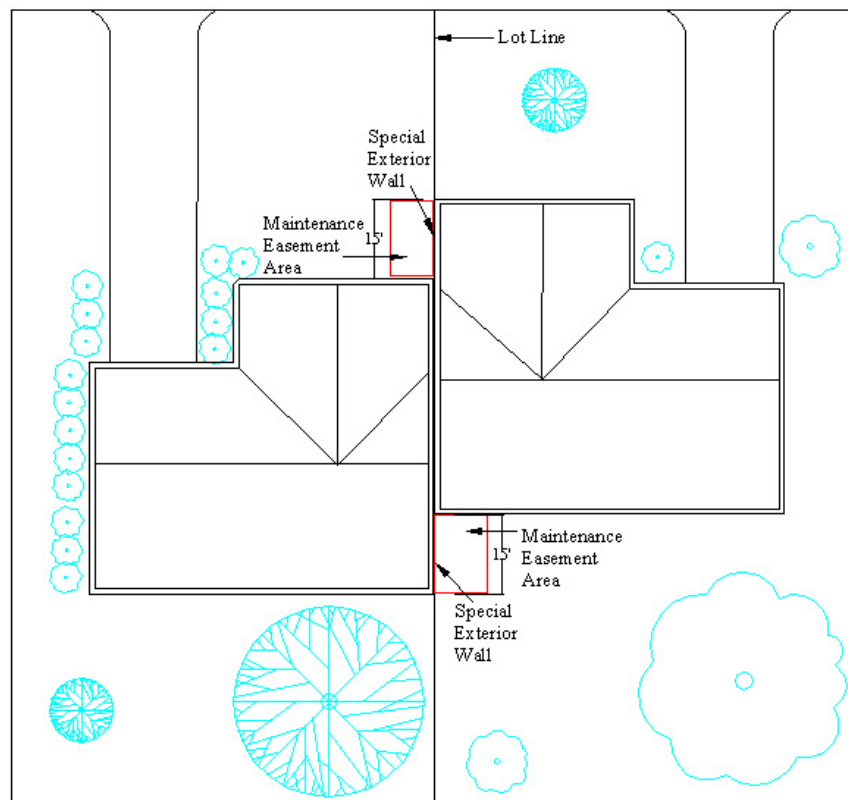 Lot Line
Special
Exterior
Wall
Maintenance
Easement
Area
15'
Maintenance
Easement
Area
15'
Special
Exterior
Wall